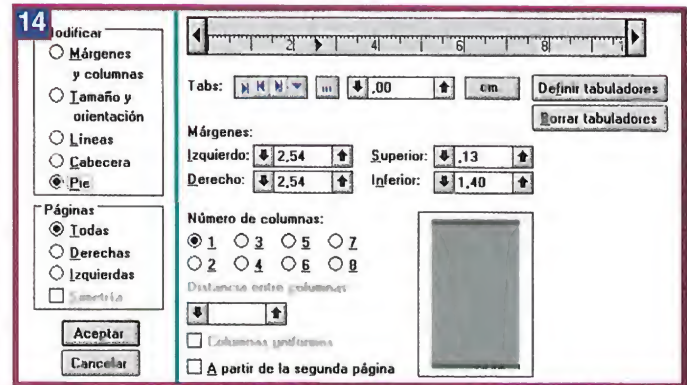 14
Modificar
Márgenes
y columnas
Tamaño y
orientación
Líneas
Cabecera
Pie
Páginas
Todas
Derechas
Izquierdas
Simetría
Aceptar
Cancelar
2 4 6 8
Tabs: .00 cm Definir tabuladores
Borrar tabuladores
Márgenes:
Izquierdo: 2,54 Superior: .13
Derecho: 2,54 Inferior: 1,40
Número de columnas:
1 3 5 7
2 4 6 8
Distancia entre columnas
Columnas uniformes
A partir de la segunda página